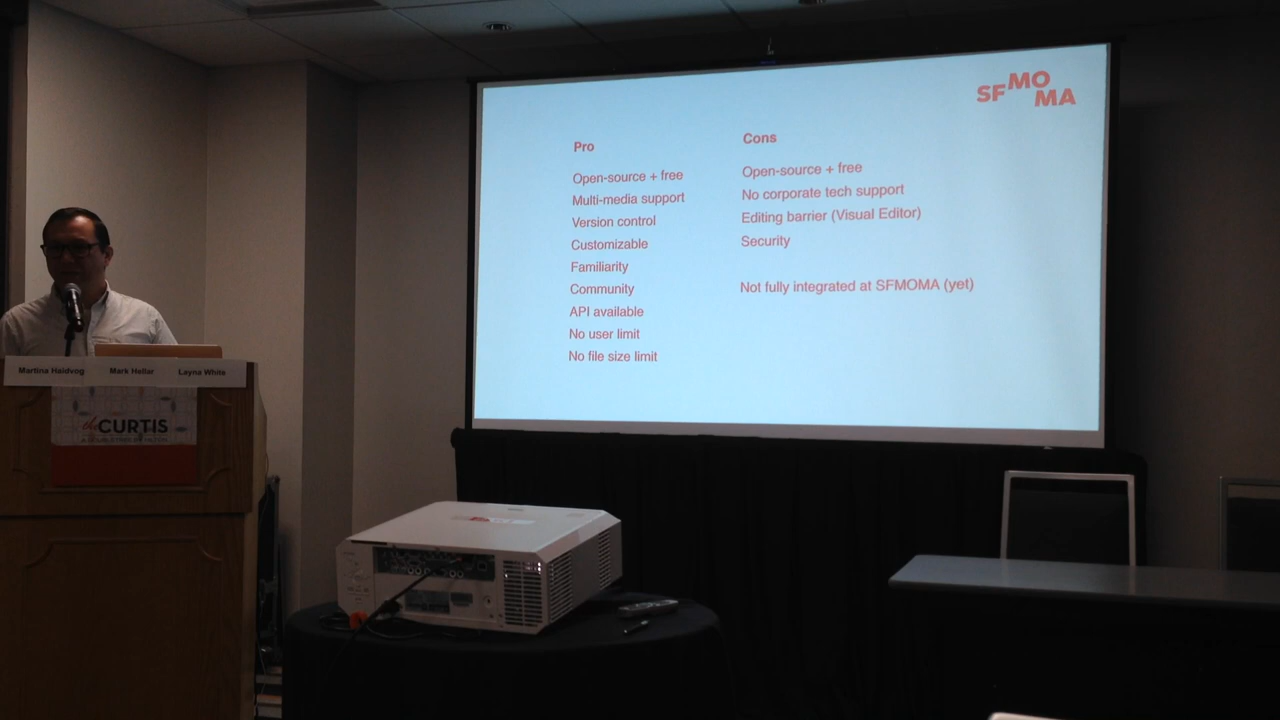 SFMOMA
Pro
Open-source + free
Multi-media support
Version control
Customizable
Familiarity
Community
API available
No user limit
No file size limit
Cons
Open-source + free
No corporate tech support
Editing barrier (Visual Editor)
Security
Not fully integrated at SFMOMA (yet)
Martina Haidvog Mark Hellar Layna White
the CURTIS